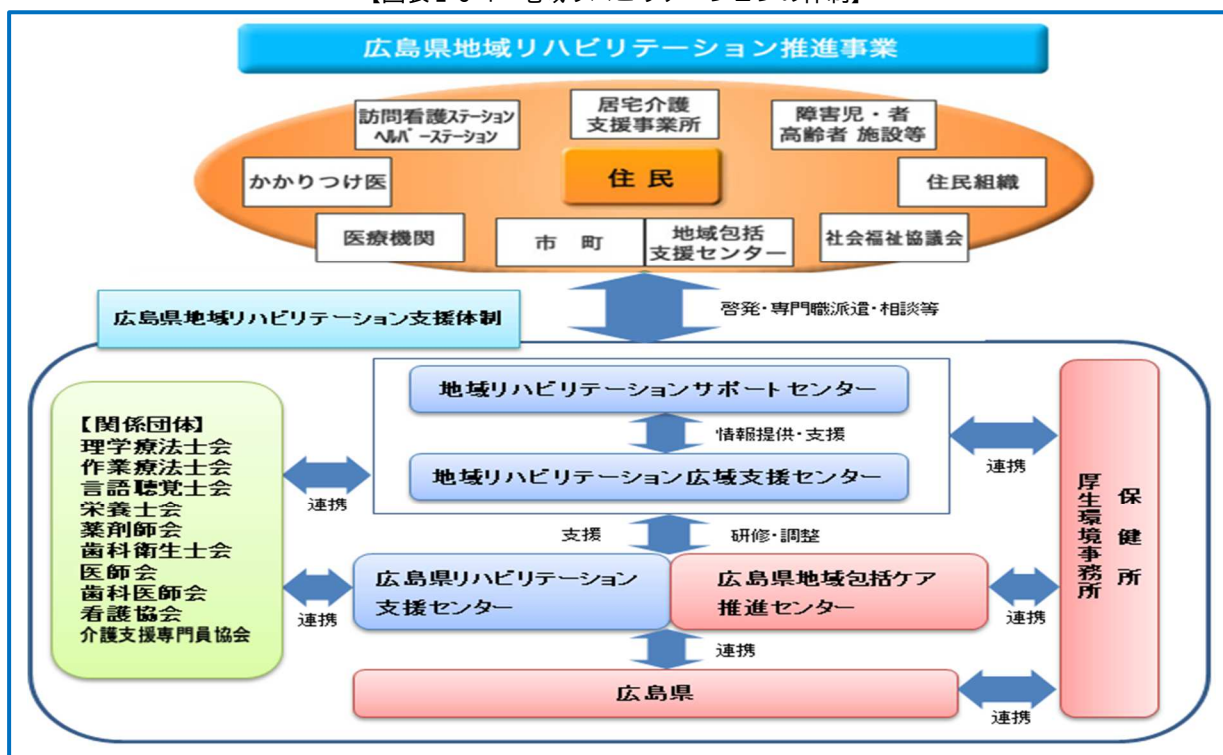 広島県地域リハビリテーション推進事業
訪問看護ステーション
ヘルパーステーション
居宅介護
支援事業所
障害児・者
高齢者 施設等
かかりつけ医
住民
住民組織
医療機関
市 町
地域包括
支援センター
社会福祉協議会
啓発・専門職派遣・相談等
広島県地域リハビリテーション支援体制
地域リハビリテーションサポートセンター
情報提供・支援
地域リハビリテーション広域支援センター
【関係団体】
理学療法士会
作業療法士会
言語聴覚士会
栄養士会
薬剤師会
歯科衛生士会
医師会
歯科医師会
看護協会
介護支援専門員協会
連携
連携
支援
研修・調整
広島県リハビリテーション
支援センター
広島県地域包括ケア
推進センター
連携
連携
連携
広島県
連携
保健所
厚生環境事務所